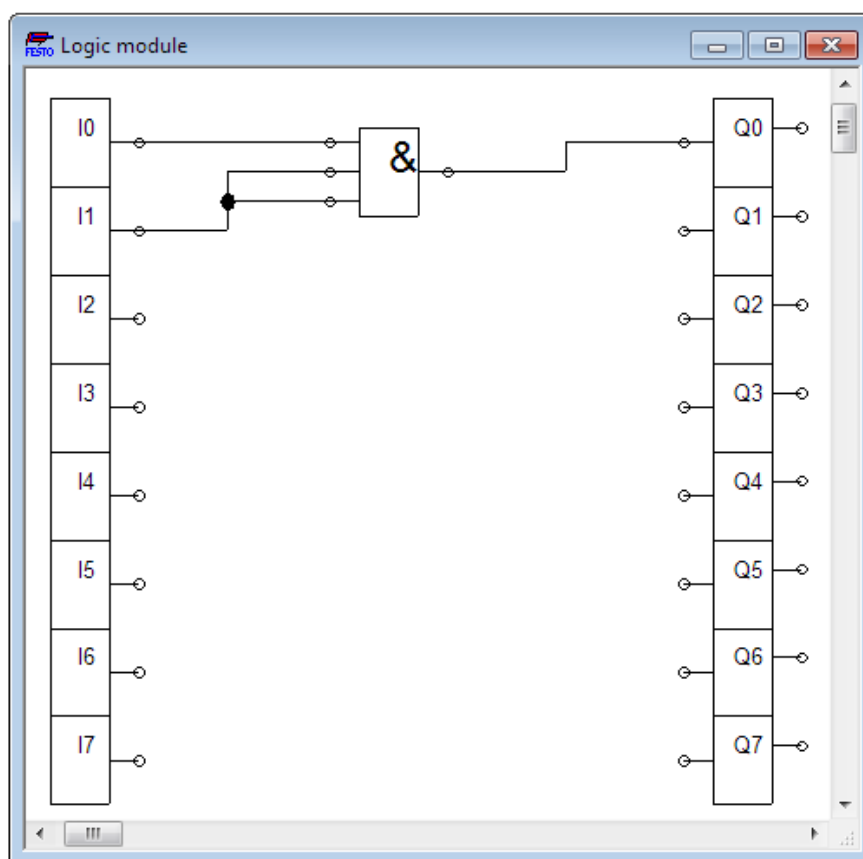 FESTO Logic module
I0 & Q0
I1 Q1
I2 Q2
I3 Q3
I4 Q4
I5 Q5
I6 Q6
I7 Q7